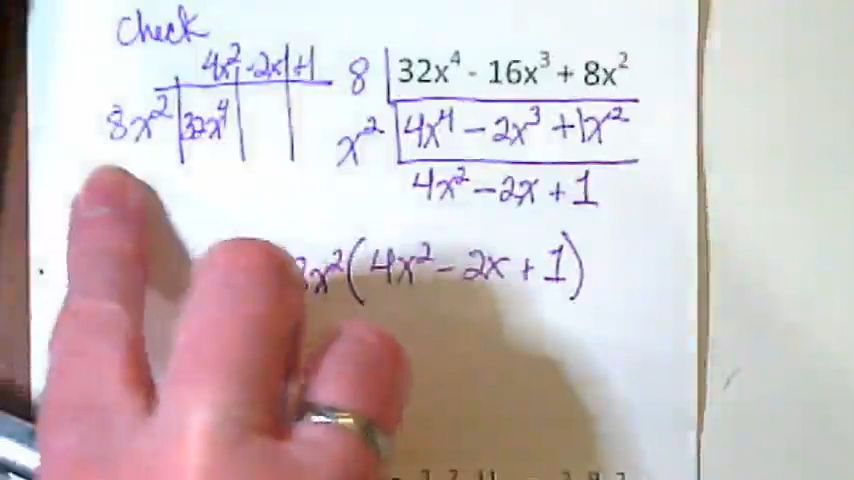 Check
4x² -2x +1
8x² 32x⁴
8 32x⁴ - 16x³ + 8x²
x² 4x⁴ - 2x³ + 1x²
4x² - 2x + 1
8x²(4x² - 2x + 1)